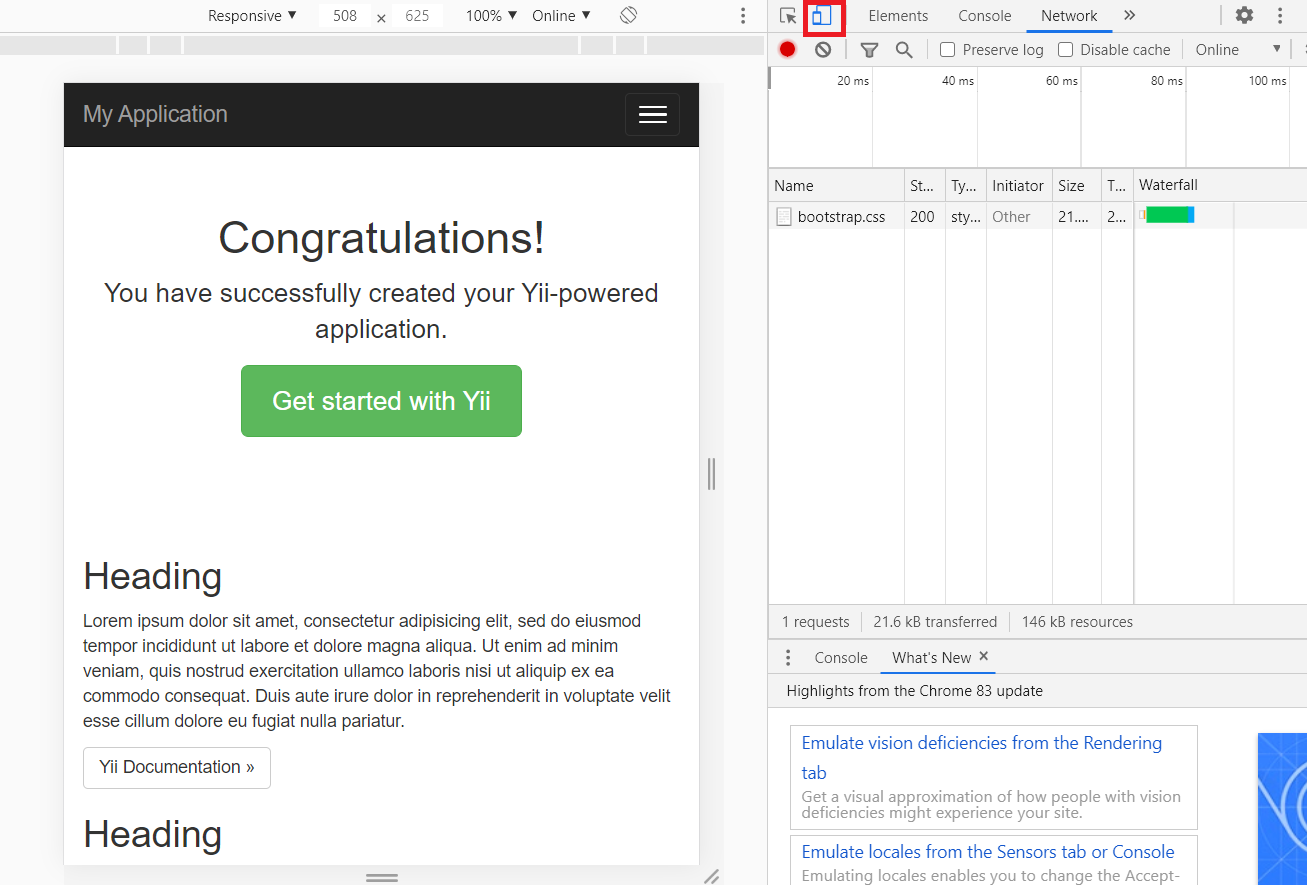 Responsive ▼ 508 × 625 100% ▼ Online ▼
My Application
Congratulations!
You have successfully created your Yii-powered
application.
Get started with Yii
Heading
Lorem ipsum dolor sit amet, consectetur adipisicing elit, sed do eiusmod
tempor incididunt ut labore et dolore magna aliqua. Ut enim ad minim
veniam, quis nostrud exercitation ullamco laboris nisi ut aliquip ex ea
commodo consequat. Duis aute irure dolor in reprehenderit in voluptate velit
esse cillum dolore eu fugiat nulla pariatur.
Yii Documentation »
Heading
Elements Console Network »
Preserve log Disable cache Online ▼
20 ms 40 ms 60 ms 80 ms 100 ms
Name St... Ty... Initiator Size T... Waterfall
bootstrap.css 200 sty... Other 21.... 2...
1 requests 21.6 kB transferred 146 kB resources
Console What's New ×
Highlights from the Chrome 83 update
Emulate vision deficiencies from the Rendering
tab
Get a visual approximation of how people with vision
deficiencies might experience your site.
Emulate locales from the Sensors tab or Console
Emulating locales enables you to change the Accept-